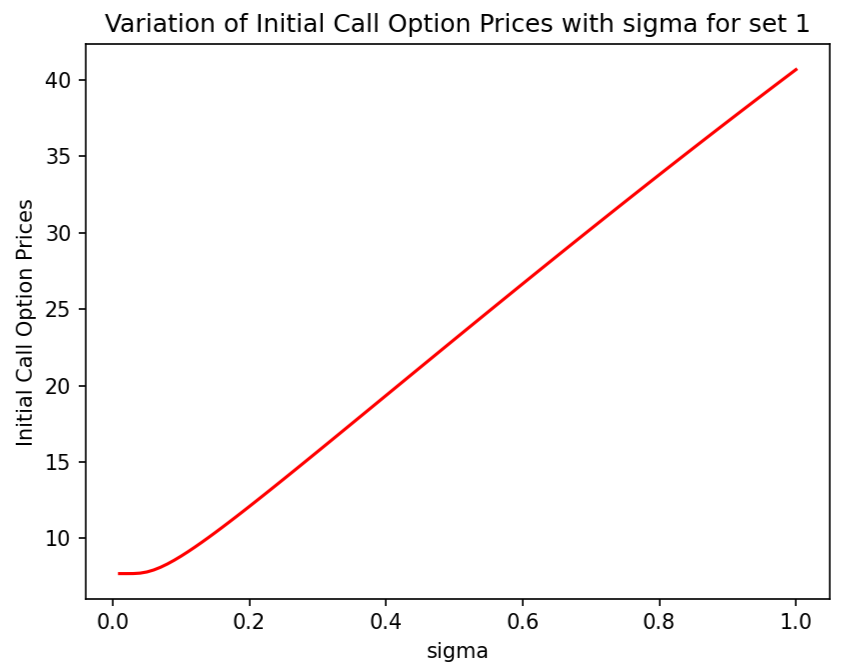 Variation of Initial Call Option Prices with sigma for set 1
Initial Call Option Prices
40
35
30
25
20
15
10
0.0 0.2 0.4 0.6 0.8 1.0
sigma